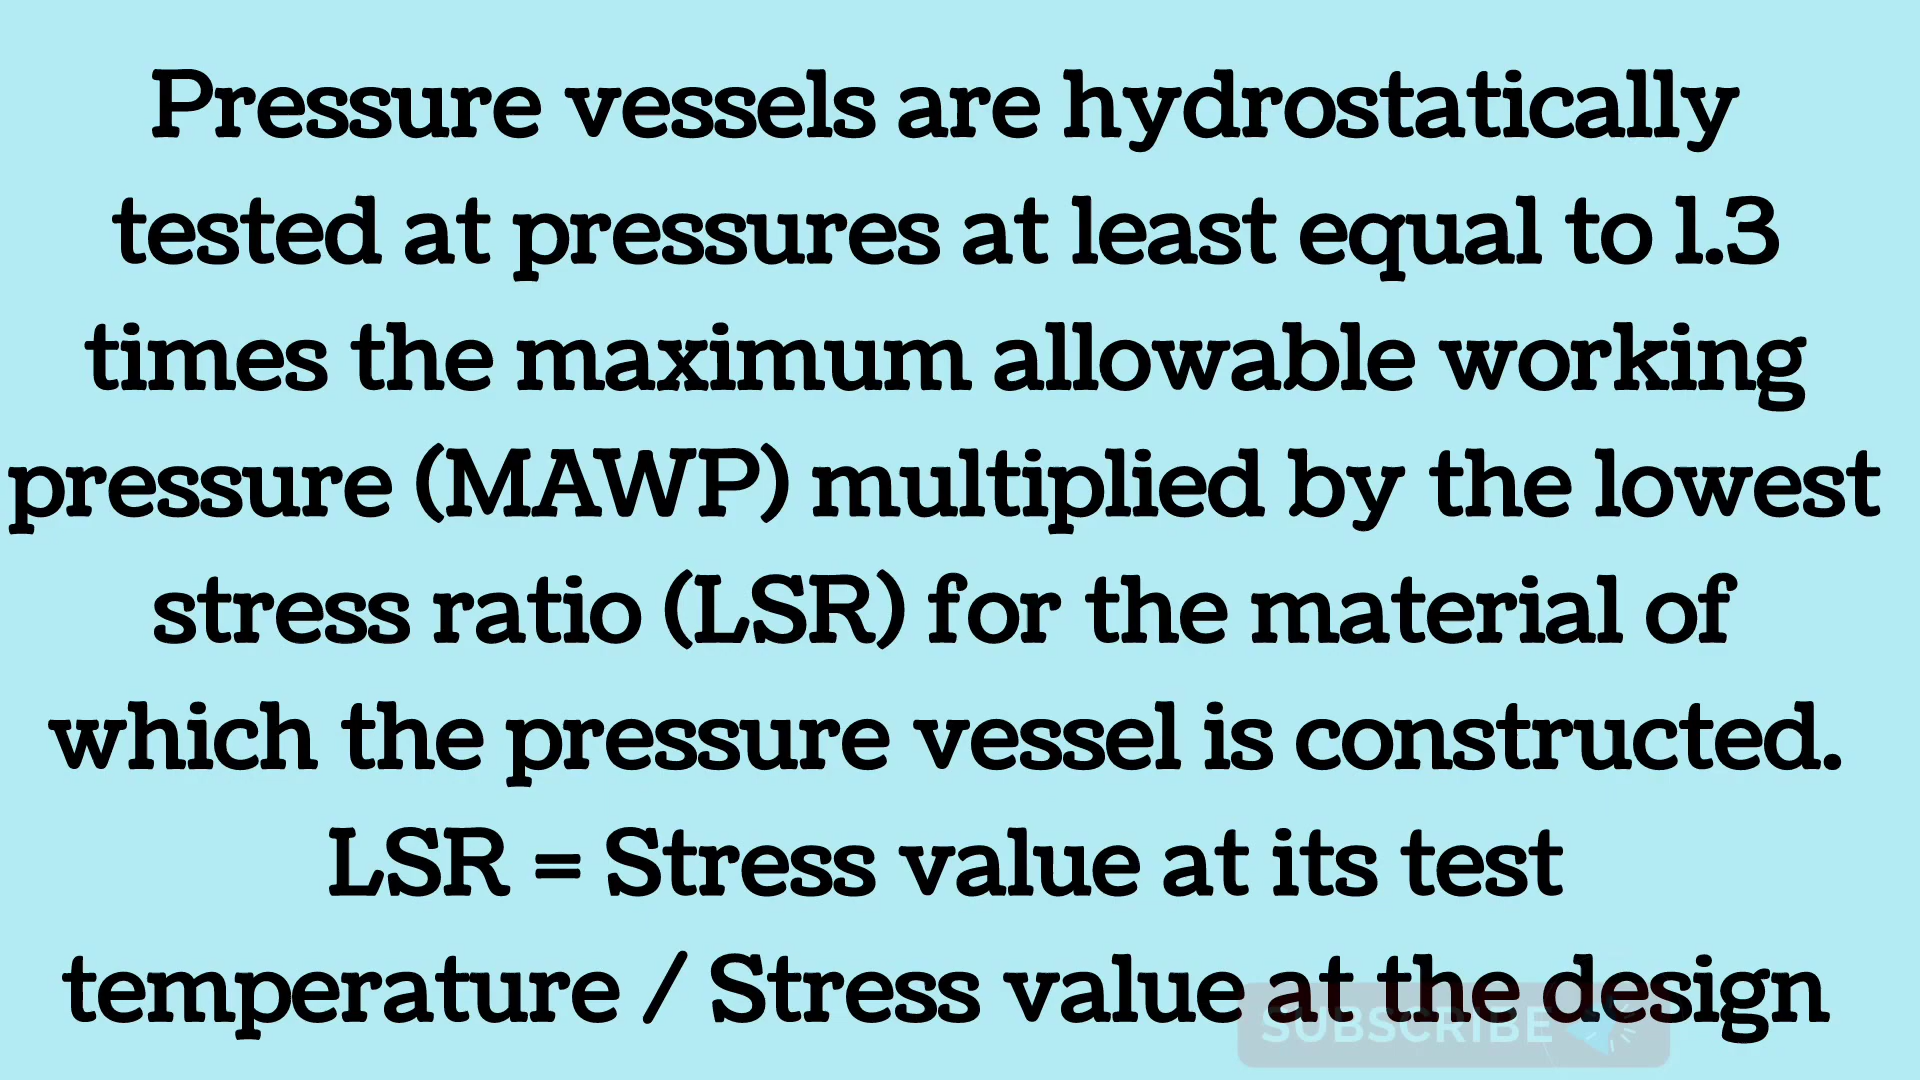 Pressure vessels are hydrostatically
tested at pressures at least equal to 1.3
times the maximum allowable working
pressure (MAWP) multiplied by the lowest
stress ratio (LSR) for the material of
which the pressure vessel is constructed.
LSR = Stress value at its test
temperature / Stress value at the design
SUBSCRIBE